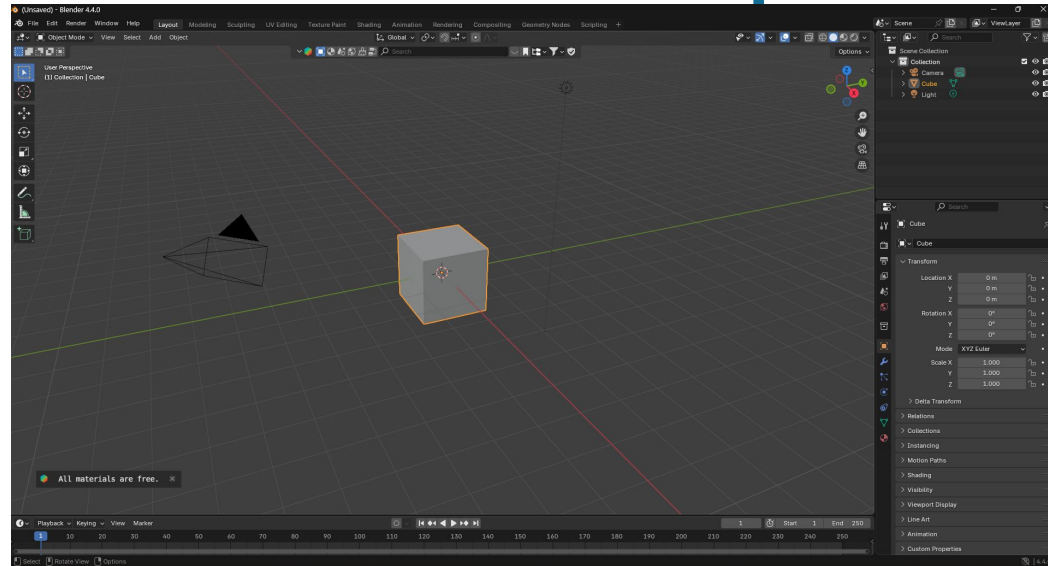 (Unsaved) - Blender 4.4.0
File Edit Render Window Help Layout Modeling Sculpting UV Editing Texture Paint Shading Animation Rendering Compositing Geometry Nodes Scripting + Scene ViewLayer
Object Mode View Select Add Object Global Search
Search Options Scene Collection
User Perspective
(1) Collection | Cube
Collection
Camera
Cube
Light
Z
Y
X
Search
Cube
Cube
Transform
Location X 0 m
Y 0 m
Z 0 m
Rotation X 0°
Y 0°
Z 0°
Mode XYZ Euler
Scale X 1.000
Y 1.000
Z 1.000
Delta Transform
Relations
Collections
Instancing
Motion Paths
Shading
Visibility
Viewport Display
Line Art
Animation
Custom Properties
All materials are free.
Playback Keying View Marker 1 Start 1 End 250
1 10 20 30 40 50 60 70 80 90 100 110 120 130 140 150 160 170 180 190 200 210 220 230 240 250
Select Rotate View Options